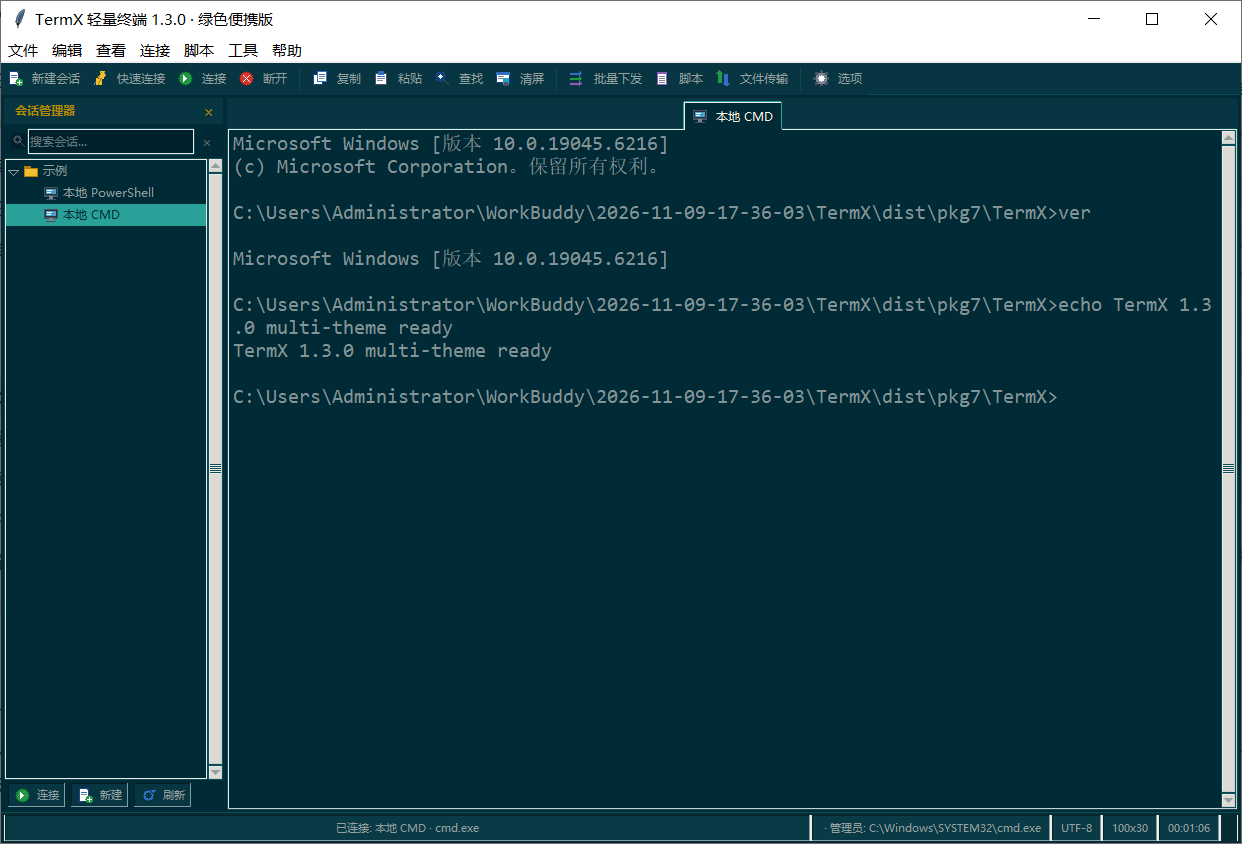 TermX 轻量终端 1.3.0 · 绿色便携版
文件 编辑 查看 连接 脚本 工具 帮助
新建会话 快速连接 连接 断开 复制 粘贴 查找 清屏 批量下发 脚本 文件传输 选项
会话管理器 ×
本地 CMD
搜索会话... ×
示例
本地 PowerShell
本地 CMD
Microsoft Windows [版本 10.0.19045.6216]
(c) Microsoft Corporation。保留所有权利。
C:\Users\Administrator\WorkBuddy\2026-11-09-17-36-03\TermX\dist\pkg7\TermX>ver
Microsoft Windows [版本 10.0.19045.6216]
C:\Users\Administrator\WorkBuddy\2026-11-09-17-36-03\TermX\dist\pkg7\TermX>echo TermX 1.3
.0 multi-theme ready
TermX 1.3.0 multi-theme ready
C:\Users\Administrator\WorkBuddy\2026-11-09-17-36-03\TermX\dist\pkg7\TermX>
连接 新建 刷新
已连接: 本地 CMD · cmd.exe
· 管理员: C:\Windows\SYSTEM32\cmd.exe
UTF-8
100x30
00:01:06